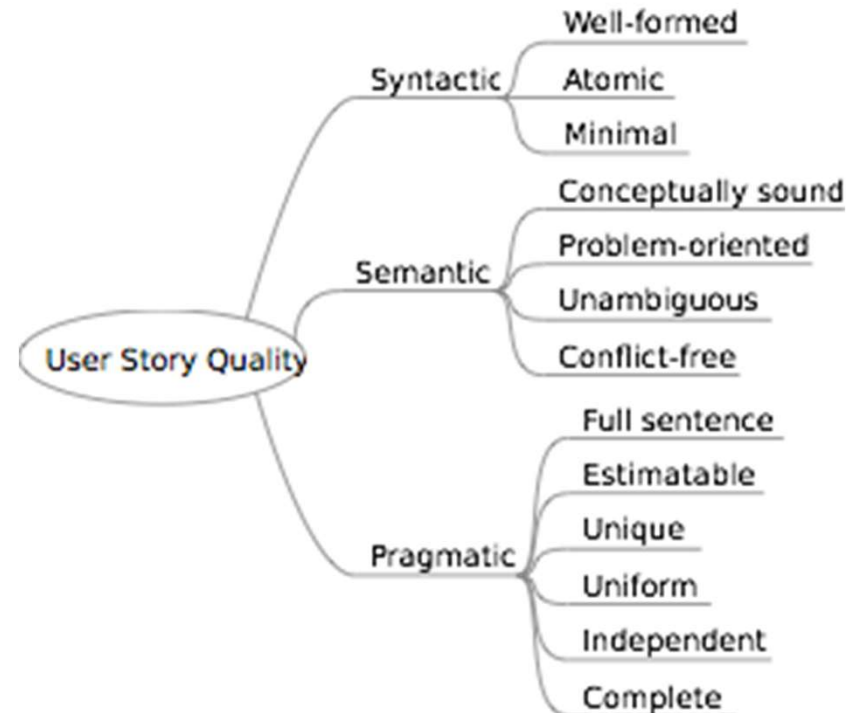 User Story Quality
Syntactic
Well-formed
Atomic
Minimal
Semantic
Conceptually sound
Problem-oriented
Unambiguous
Conflict-free
Pragmatic
Full sentence
Estimatable
Unique
Uniform
Independent
Complete